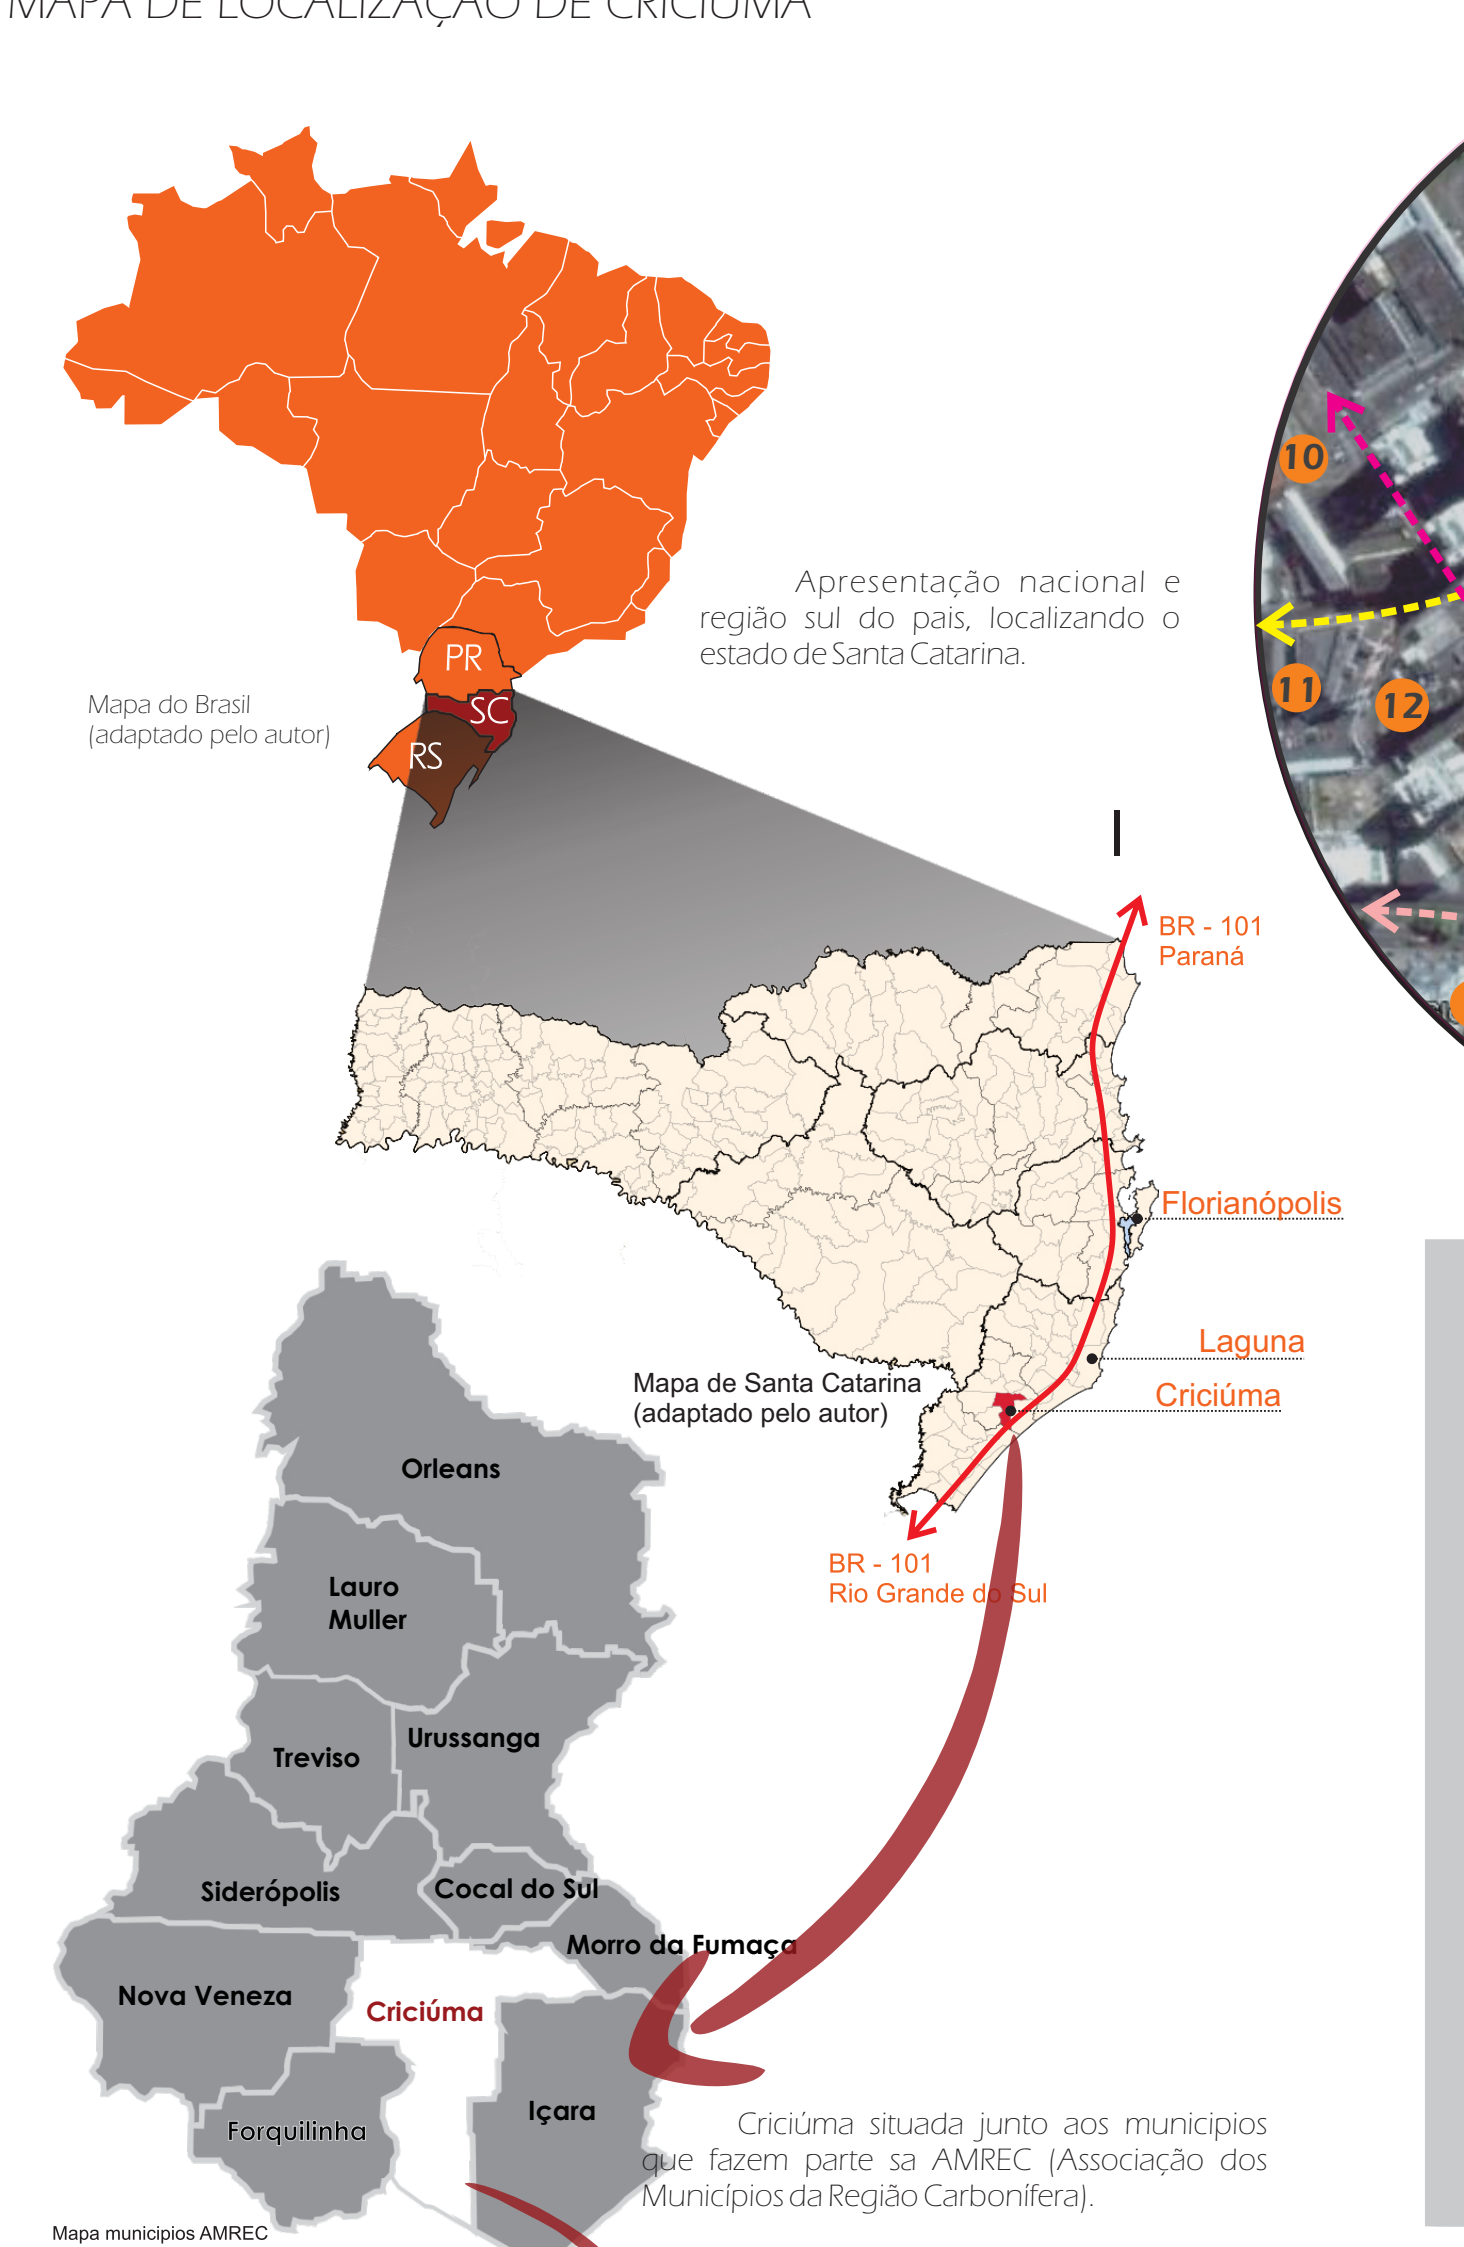 MAPA DE LOCALIZAÇÃO DE CRICIÚMA
10
11
12
PR
SC
RS
Apresentação nacional e
região sul do pais, localizando o
estado de Santa Catarina.
Mapa do Brasil
(adaptado pelo autor)
BR - 101
Paraná
Florianópolis
Laguna
Criciúma
Mapa de Santa Catarina
(adaptado pelo autor)
BR - 101
Rio Grande do Sul
Orleans
Lauro
Muller
Treviso
Urussanga
Siderópolis
Cocal do Sul
Morro da Fumaça
Nova Veneza
Criciúma
Içara
Forquilinha
Criciúma situada junto aos municipios
que fazem parte sa AMREC (Associação dos
Municípios da Região Carbonífera).
Mapa municipios AMREC